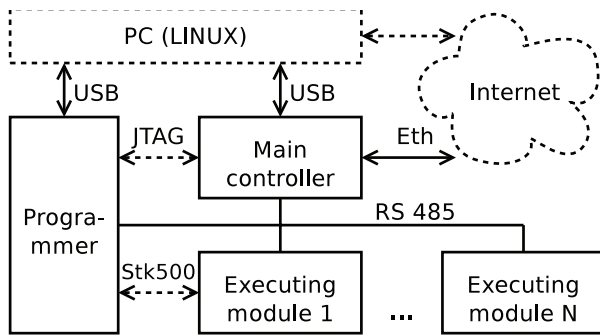 PC (LINUX)
USB
USB
Internet
JTAG
Main
controller
Eth
Progra-
mmer
RS 485
Stk500
Executing
module 1
...
Executing
module N